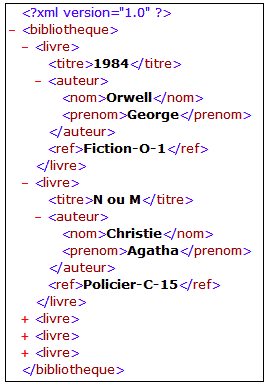 <?xml version="1.0" ?>
- <bibliotheque>
- <livre>
<titre>1984</titre>
- <auteur>
<nom>Orwell</nom>
<prenom>George</prenom>
</auteur>
<ref>Fiction-O-1</ref>
</livre>
- <livre>
<titre>N ou M</titre>
- <auteur>
<nom>Christie</nom>
<prenom>Agatha</prenom>
</auteur>
<ref>Policier-C-15</ref>
</livre>
+ <livre>
+ <livre>
+ <livre>
</bibliotheque>